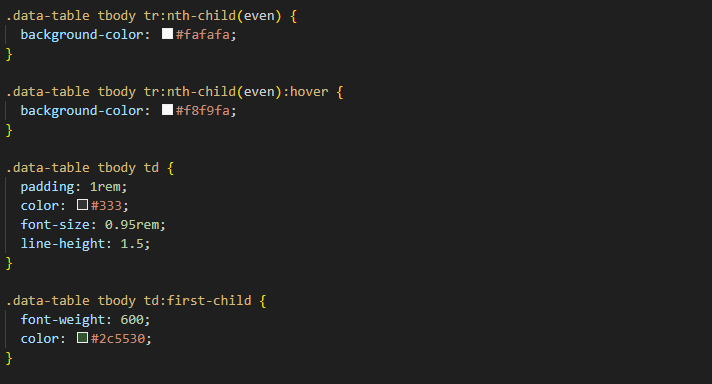 .data-table tbody tr:nth-child(even) {
  background-color: #fafafa;
}

.data-table tbody tr:nth-child(even):hover {
  background-color: #f8f9fa;
}

.data-table tbody td {
  padding: 1rem;
  color: #333;
  font-size: 0.95rem;
  line-height: 1.5;
}

.data-table tbody td:first-child {
  font-weight: 600;
  color: #2c5530;
}